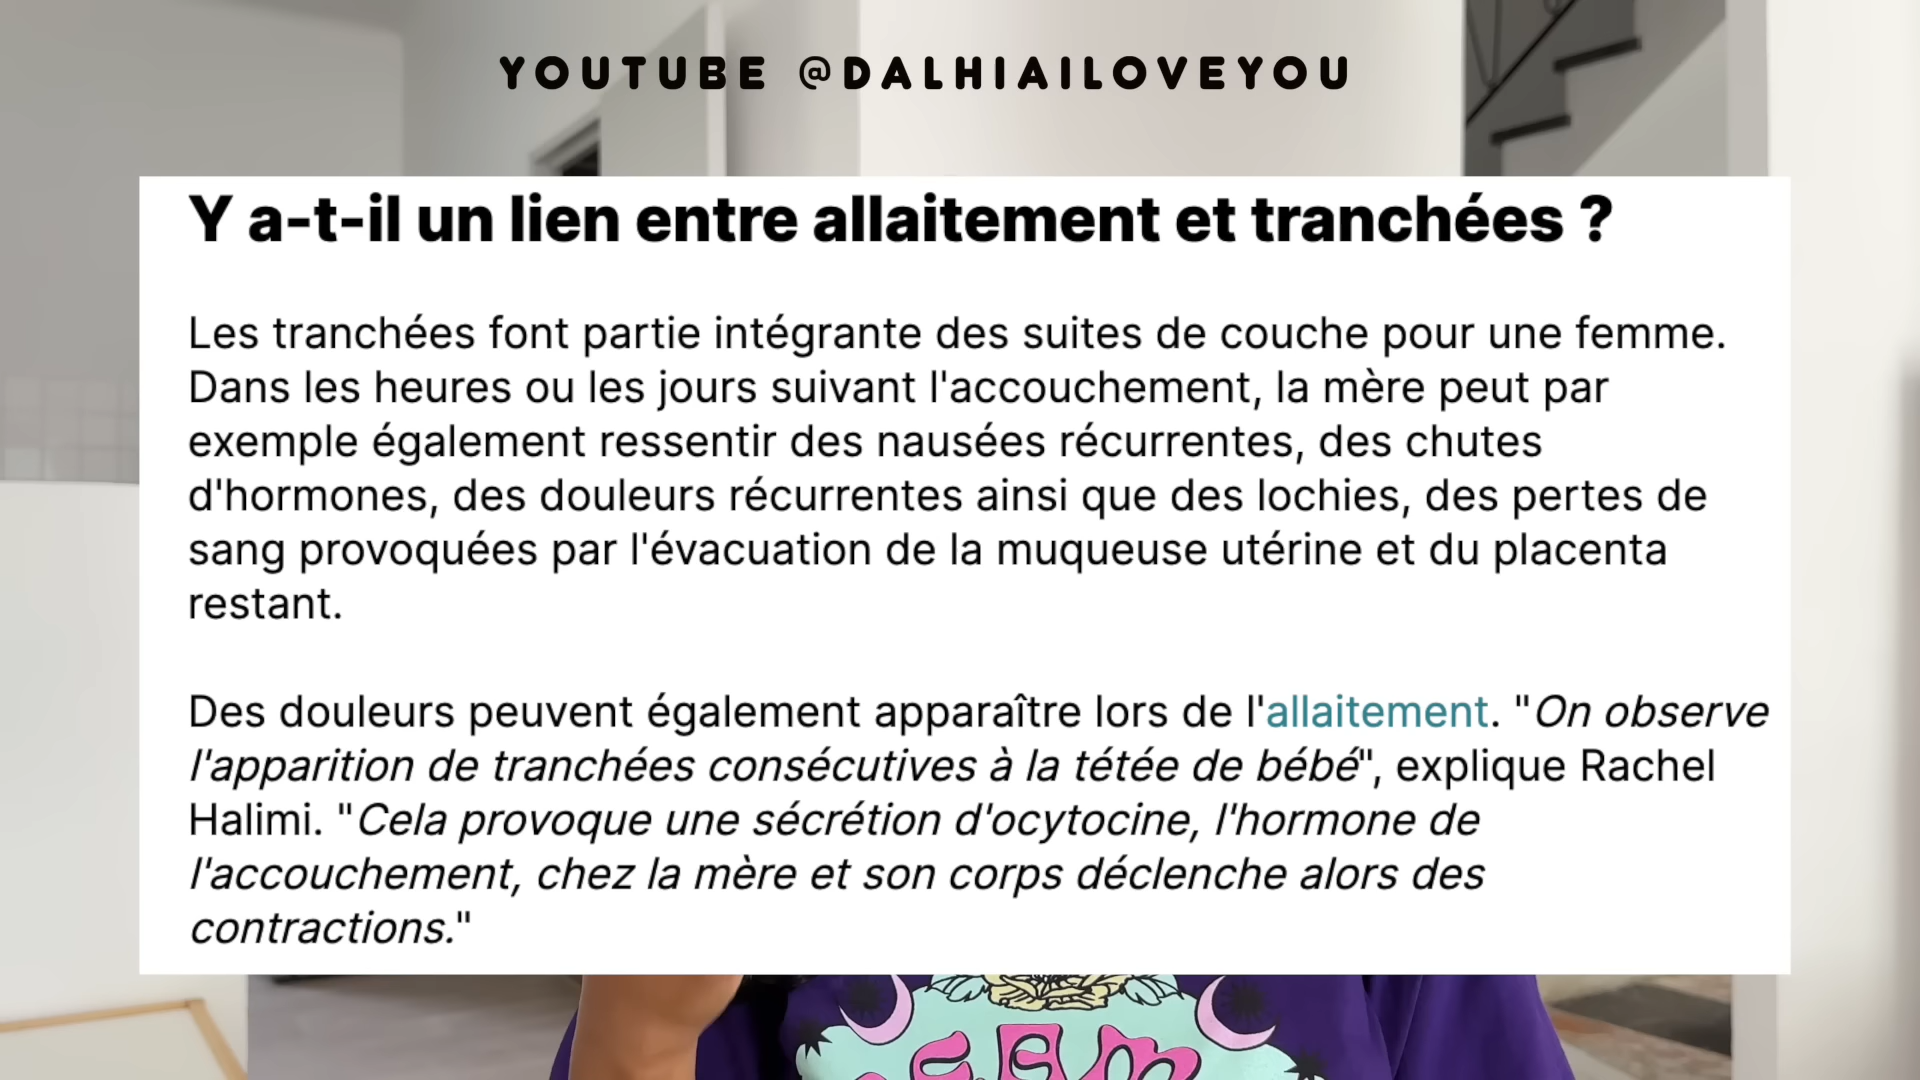 YOUTUBE @DALHIAILOVEYOU
Y a-t-il un lien entre allaitement et tranchées ?
Les tranchées font partie intégrante des suites de couche pour une femme.
Dans les heures ou les jours suivant l'accouchement, la mère peut par
exemple également ressentir des nausées récurrentes, des chutes
d'hormones, des douleurs récurrentes ainsi que des lochies, des pertes de
sang provoquées par l'évacuation de la muqueuse utérine et du placenta
restant.
Des douleurs peuvent également apparaître lors de l'allaitement. "On observe
l'apparition de tranchées consécutives à la tétée de bébé", explique Rachel
Halimi. "Cela provoque une sécrétion d'ocytocine, l'hormone de
l'accouchement, chez la mère et son corps déclenche alors des
contractions."